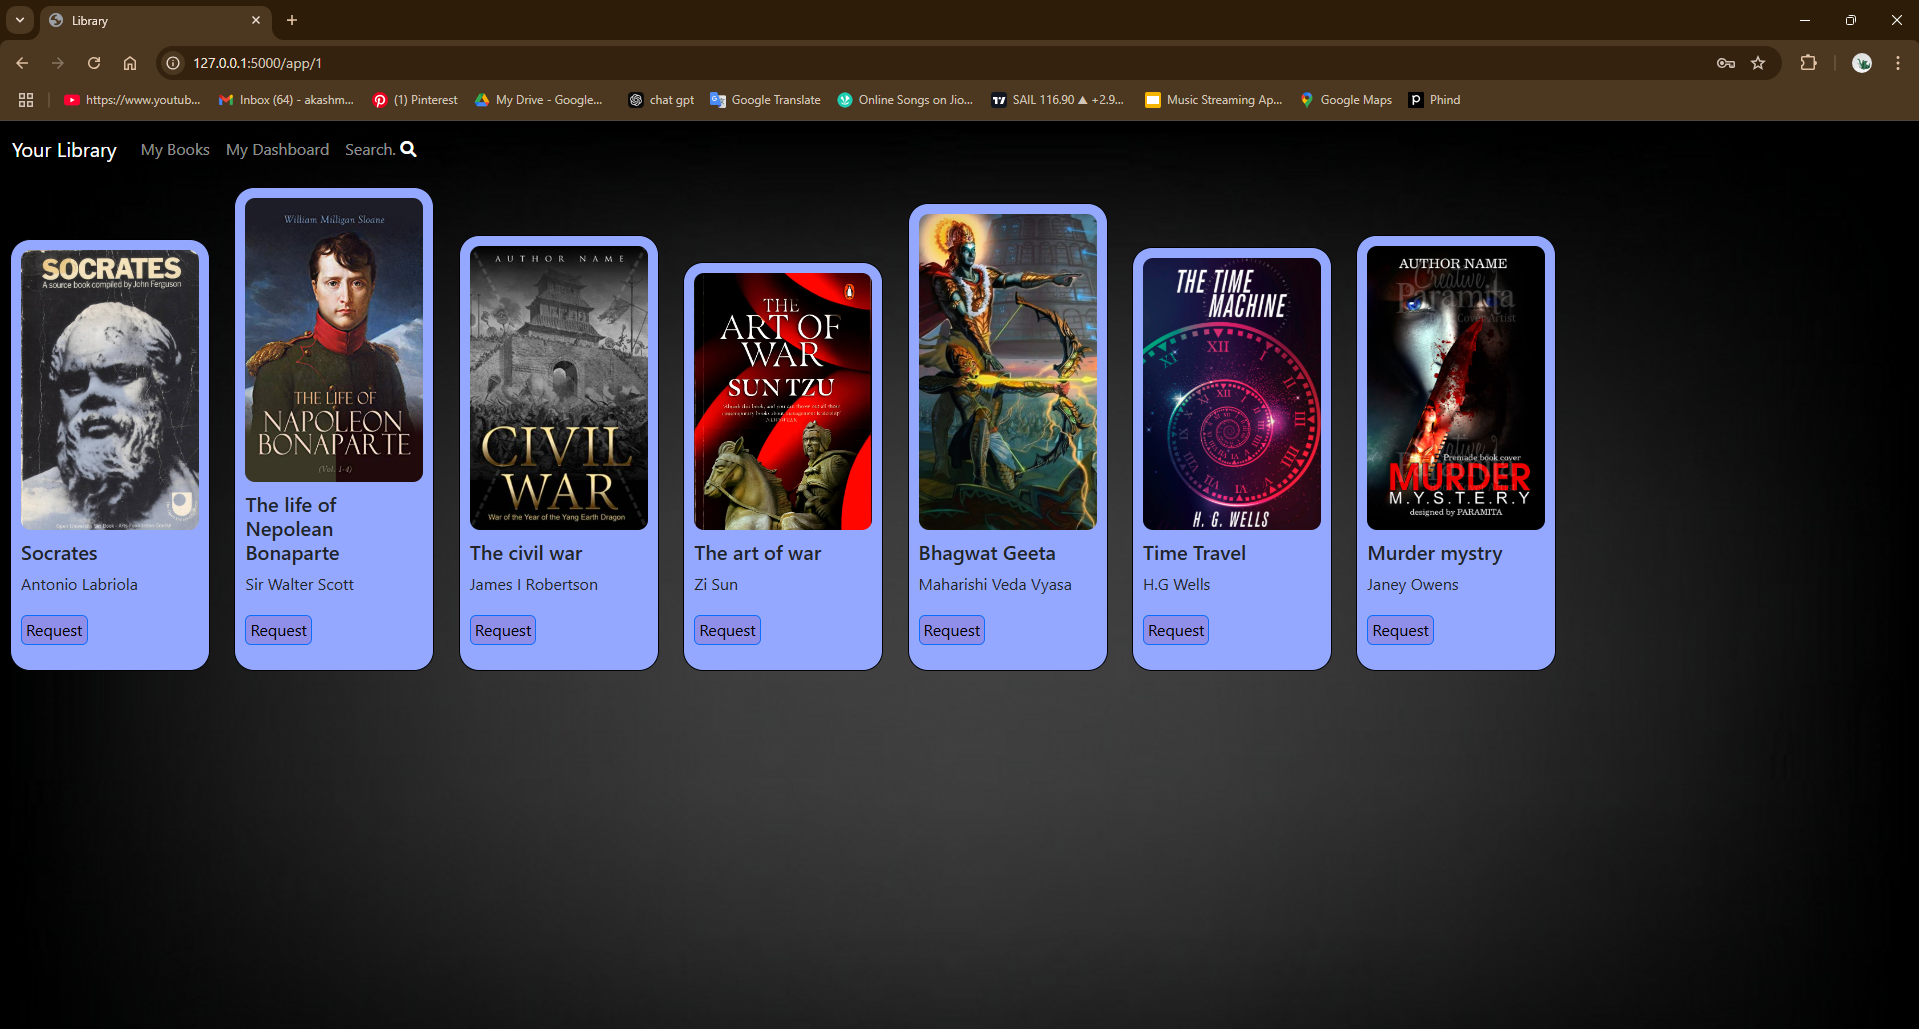 Library
127.0.0.1:5000/app/1
https://www.youtub...
Inbox (64) - akashm...
(1) Pinterest
My Drive - Google...
chat gpt
Google Translate
Online Songs on Jio...
SAIL 116.90 ▲ +2.9...
Music Streaming Ap...
Google Maps
Phind
Your Library
My Books
My Dashboard
Search.
SOCRATES
A source book compiled by John Ferguson
Socrates
Antonio Labriola
Request
William Milligan Sloane
THE LIFE OF
NAPOLEON
BONAPARTE
(Vol. 1-4)
The life of
Nepolean
Bonaparte
Sir Walter Scott
Request
AUTHOR NAME
CIVIL
WAR
War of the Year of the Yang Earth Dragon
The civil war
James I Robertson
Request
THE
ART OF
WAR
SUN TZU
The art of war
Zi Sun
Request
Bhagwat Geeta
Maharishi Veda Vyasa
Request
THE TIME
MACHINE
XII
I
II
III
H. G. WELLS
Time Travel
H.G Wells
Request
AUTHOR NAME
Creative
Paramita
Cover Artist
Premade book cover
MURDER
M.Y.S.T.E.R.Y
designed by PARAMITA
Murder mystry
Janey Owens
Request